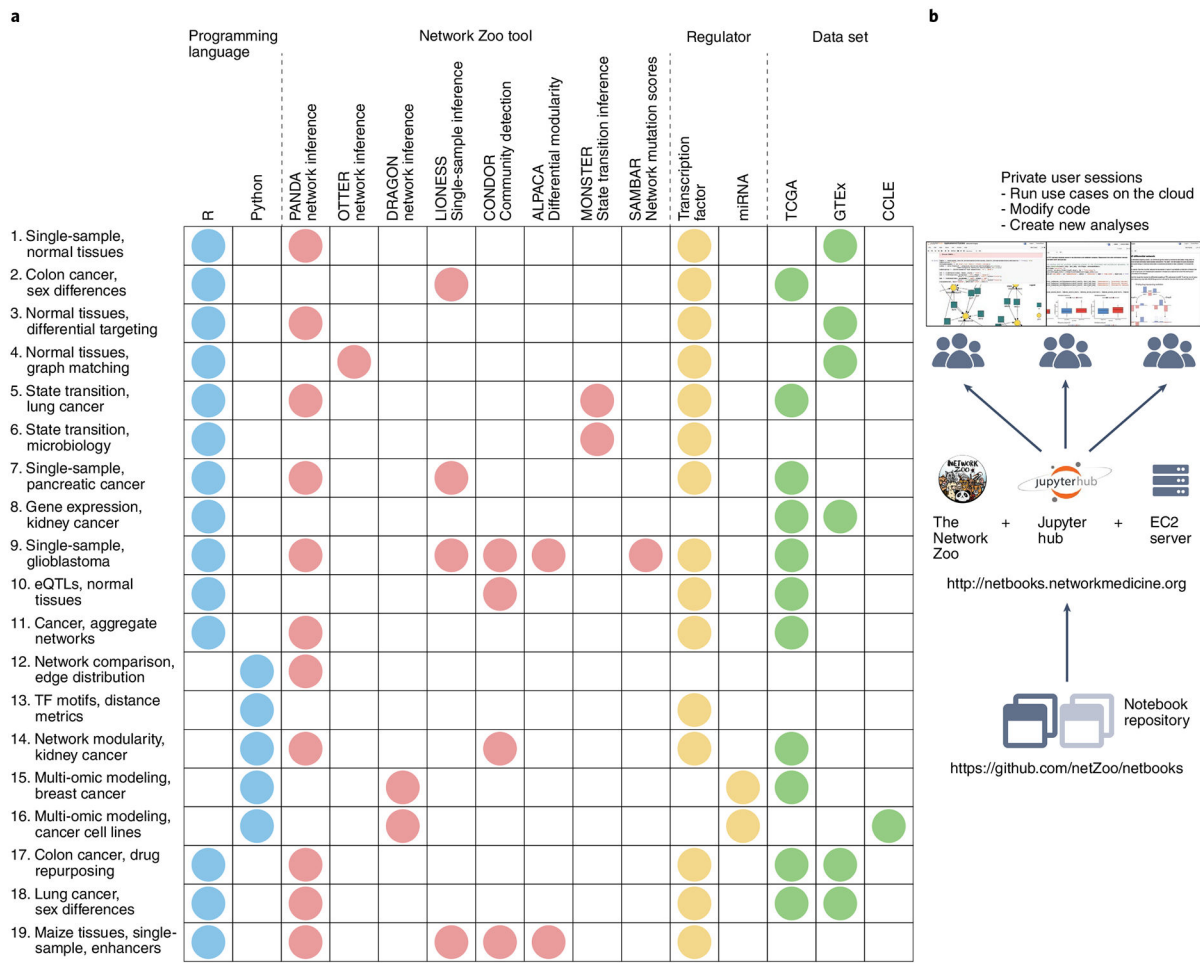 a
Programming
language
Network Zoo tool
Regulator
Data set
R
Python
PANDA
network inference
OTTER
network inference
DRAGON
network inference
LIONESS
Single-sample inference
CONDOR
Community detection
ALPACA
Differential modularity
MONSTER
State transition inference
SAMBAR
Network mutation scores
Transcription
factor
miRNA
TCGA
GTEx
CCLE
1. Single-sample,
normal tissues
2. Colon cancer,
sex differences
3. Normal tissues,
differential targeting
4. Normal tissues,
graph matching
5. State transition,
lung cancer
6. State transition,
microbiology
7. Single-sample,
pancreatic cancer
8. Gene expression,
kidney cancer
9. Single-sample,
glioblastoma
10. eQTLs, normal
tissues
11. Cancer, aggregate
networks
12. Network comparison,
edge distribution
13. TF motifs, distance
metrics
14. Network modularity,
kidney cancer
15. Multi-omic modeling,
breast cancer
16. Multi-omic modeling,
cancer cell lines
17. Colon cancer, drug
repurposing
18. Lung cancer,
sex differences
19. Maize tissues, single-
sample, enhancers
b
Private user sessions
- Run use cases on the cloud
- Modify code
- Create new analyses
NETWORK
ZOO
jupyterhub
The
Network
Zoo
+
Jupyter
hub
+
EC2
server
http://netbooks.networkmedicine.org
Notebook
repository
https://github.com/netZoo/netbooks